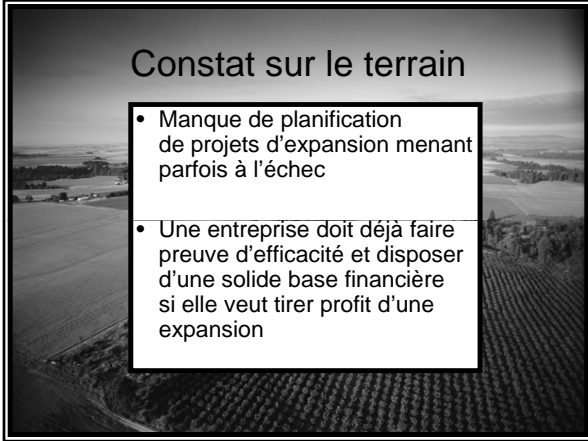 Constat sur le terrain
• Manque de planification
de projets d’expansion menant
parfois à l’échec
• Une entreprise doit déjà faire
preuve d’efficacité et disposer
d’une solide base financière
si elle veut tirer profit d’une
expansion